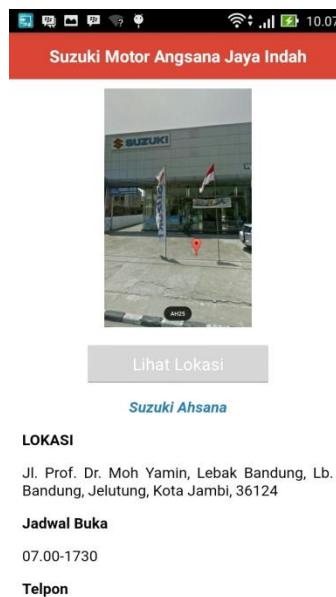 10.07
Suzuki Motor Angsana Jaya Indah
SUZUKI
AH25
Lihat Lokasi
Suzuki Ahsana
LOKASI
Jl. Prof. Dr. Moh Yamin, Lebak Bandung, Lb.
Bandung, Jelutung, Kota Jambi, 36124
Jadwal Buka
07.00-1730
Telpon